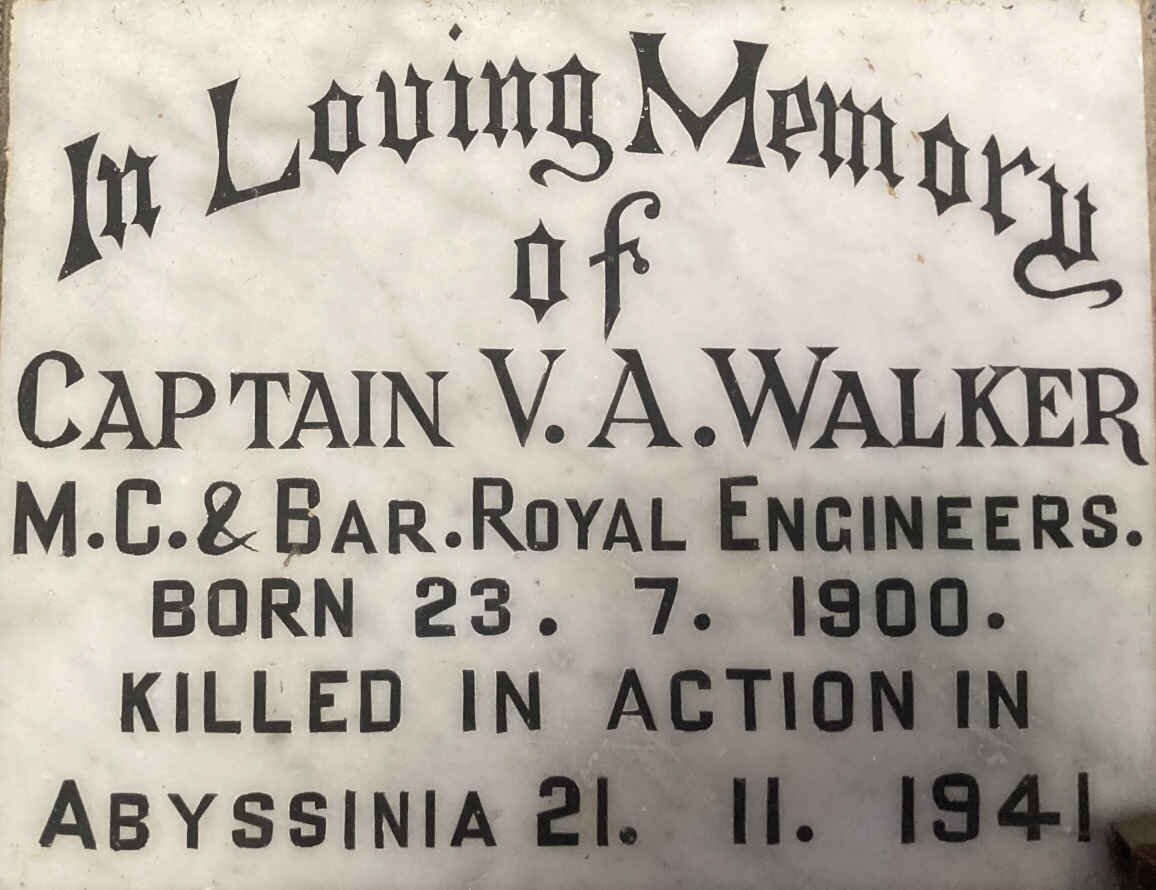 In Loving Memory
of
CAPTAIN V. A. WALKER
M.C. & BAR. ROYAL ENGINEERS.
BORN 23. 7. 1900.
KILLED IN ACTION IN
ABYSSINIA 21. 11. 1941